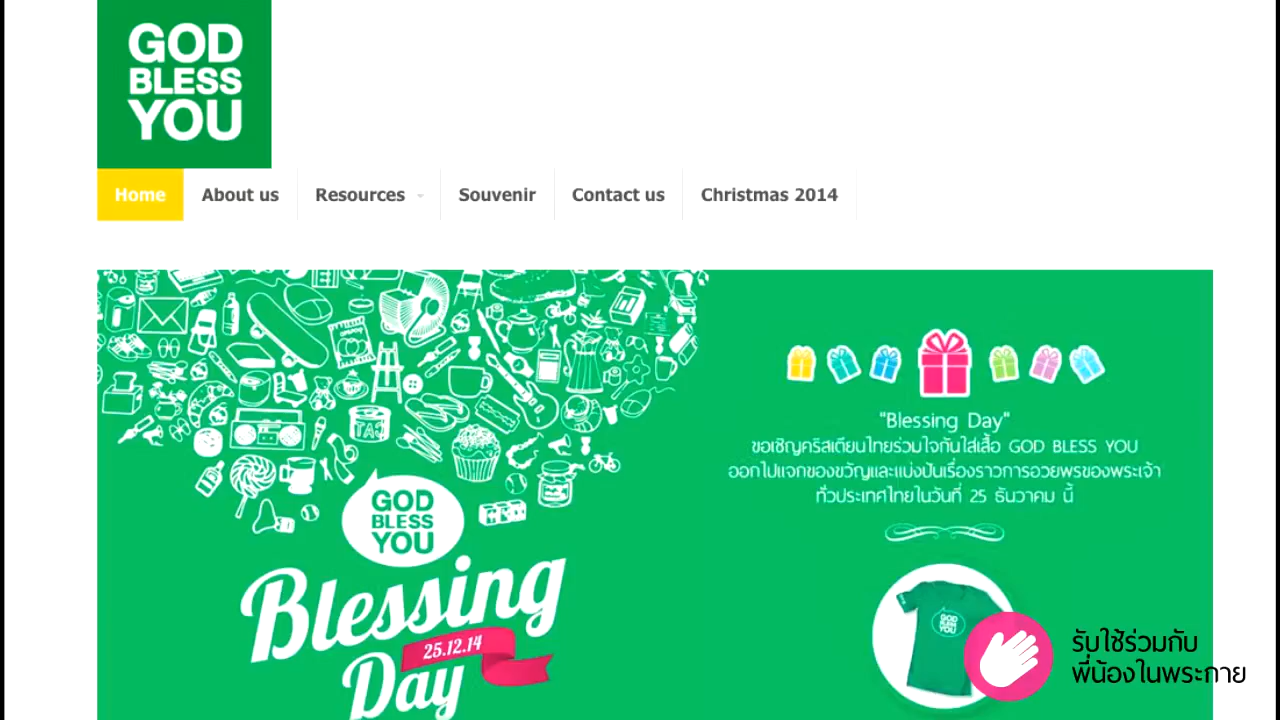 GOD
BLESS
YOU
Home
About us
Resources
Souvenir
Contact us
Christmas 2014
TAS
GOD
BLESS
YOU
Blessing
Day
25.12.14
"Blessing Day"
ขอเชิญคริสเตียนไทยร่วมใจกันใส่เสื้อ GOD BLESS YOU
ออกไปแจกของขวัญและแบ่งปันเรื่องราวการอวยพรของพระเจ้า
ทั่วประเทศไทยในวันที่ 25 ธันวาคม นี้
GOD
BLESS
YOU
รับใช้ร่วมกับ
พี่น้องในพระกาย